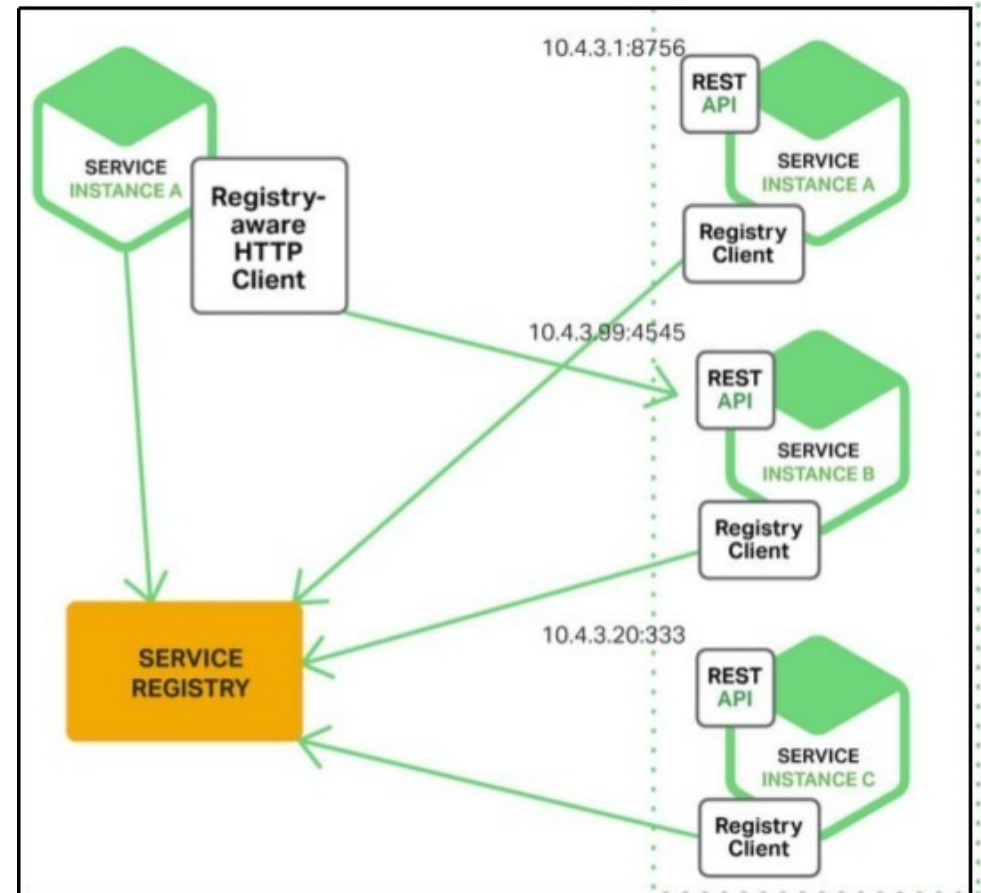 SERVICE
INSTANCE A
Registry-
aware
HTTP
Client
SERVICE
REGISTRY
10.4.3.1:8756
REST
API
SERVICE
INSTANCE A
Registry
Client
10.4.3.99:4545
REST
API
SERVICE
INSTANCE B
Registry
Client
10.4.3.20:333
REST
API
SERVICE
INSTANCE C
Registry
Client